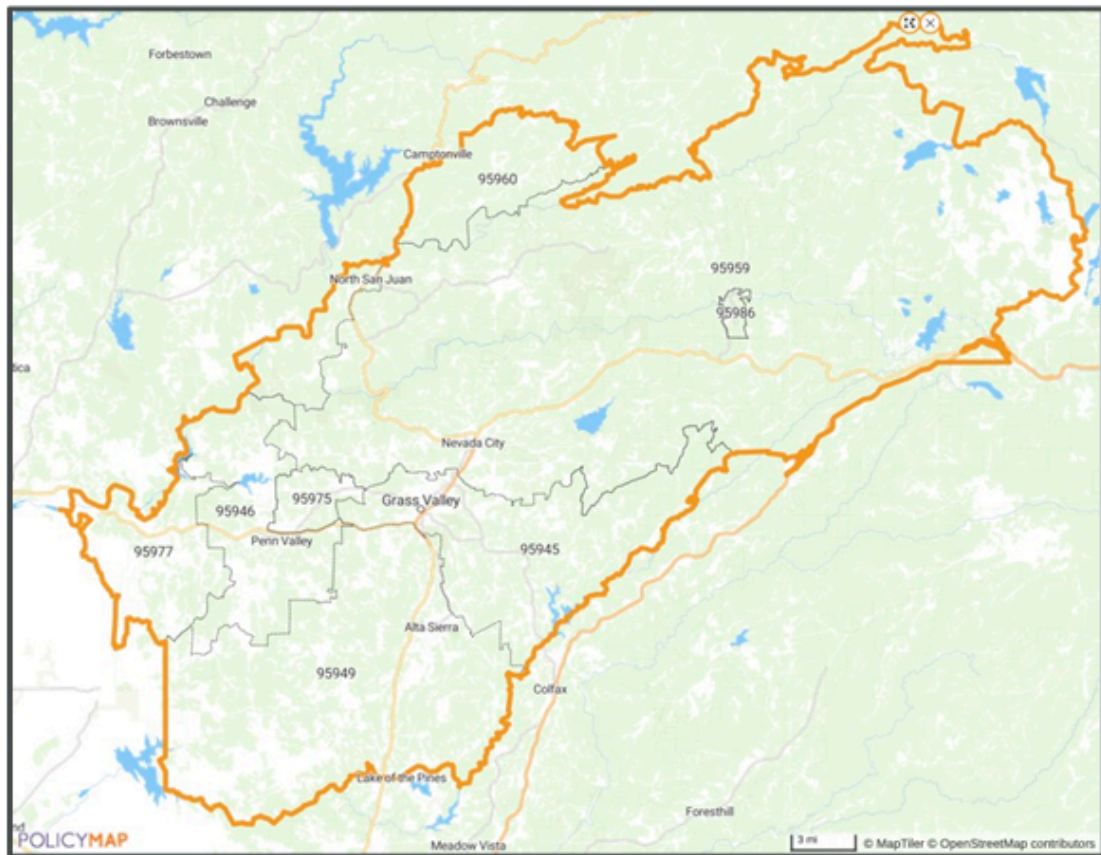 Forbestown
Challenge
Brownsville
Camptonville
95960
95959
North San Juan
95986
Nevada City
95975
Grass Valley
95946
Penn Valley
95977
95945
Alta Sierra
95949
Colfax
Lake of the Pines
Foresthill
POLICYMAP
Meadow Vista
3 mi
© MapTiler © OpenStreetMap contributors